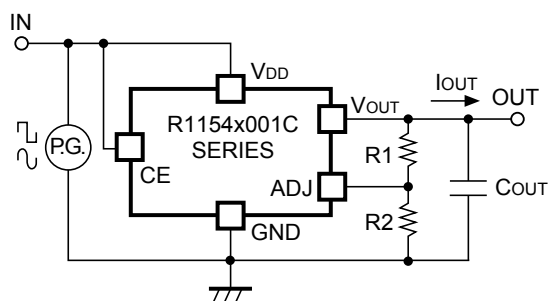 IN
VDD
IOUT
OUT
R1154x001C
SERIES
VOUT
P.G.
CE
R1
ADJ
COUT
R2
GND